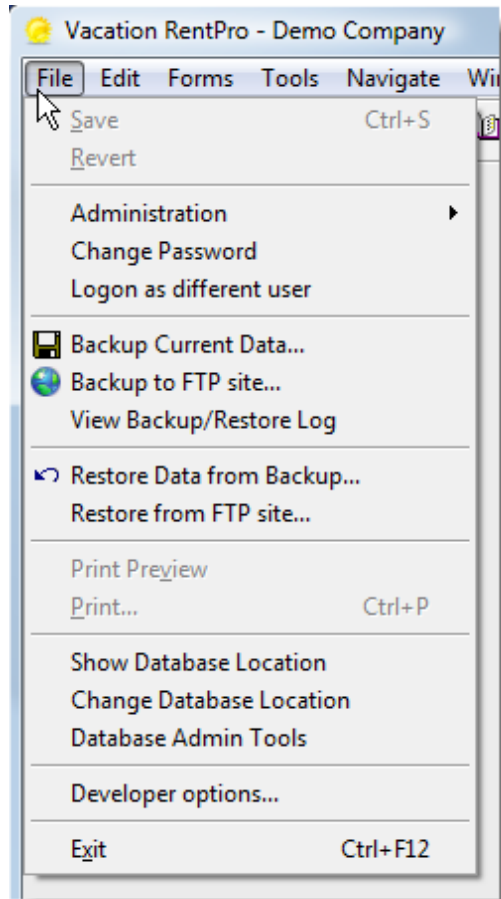 Vacation RentPro - Demo Company
File Edit Forms Tools Navigate
Save Ctrl+S
Revert
Administration
Change Password
Logon as different user
Backup Current Data...
Backup to FTP site...
View Backup/Restore Log
Restore Data from Backup...
Restore from FTP site...
Print Preview
Print... Ctrl+P
Show Database Location
Change Database Location
Database Admin Tools
Developer options...
Exit Ctrl+F12